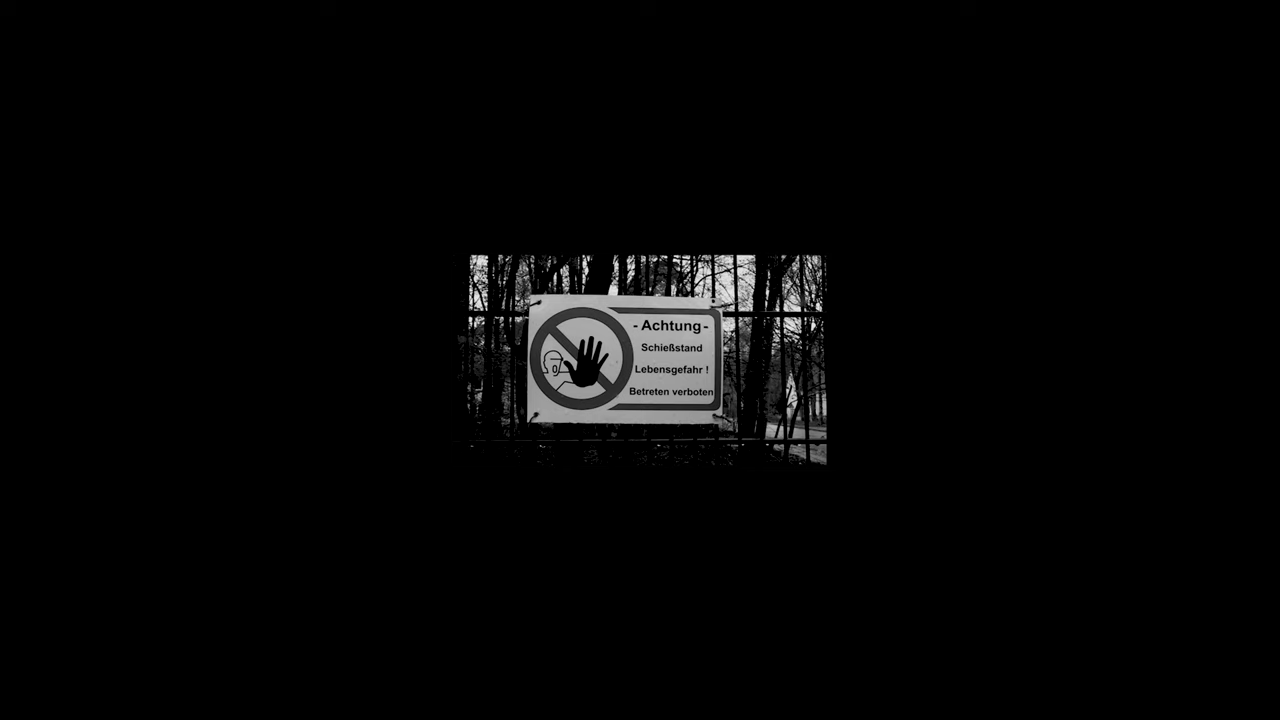 - Achtung -
Schießstand
Lebensgefahr !
Betreten verboten